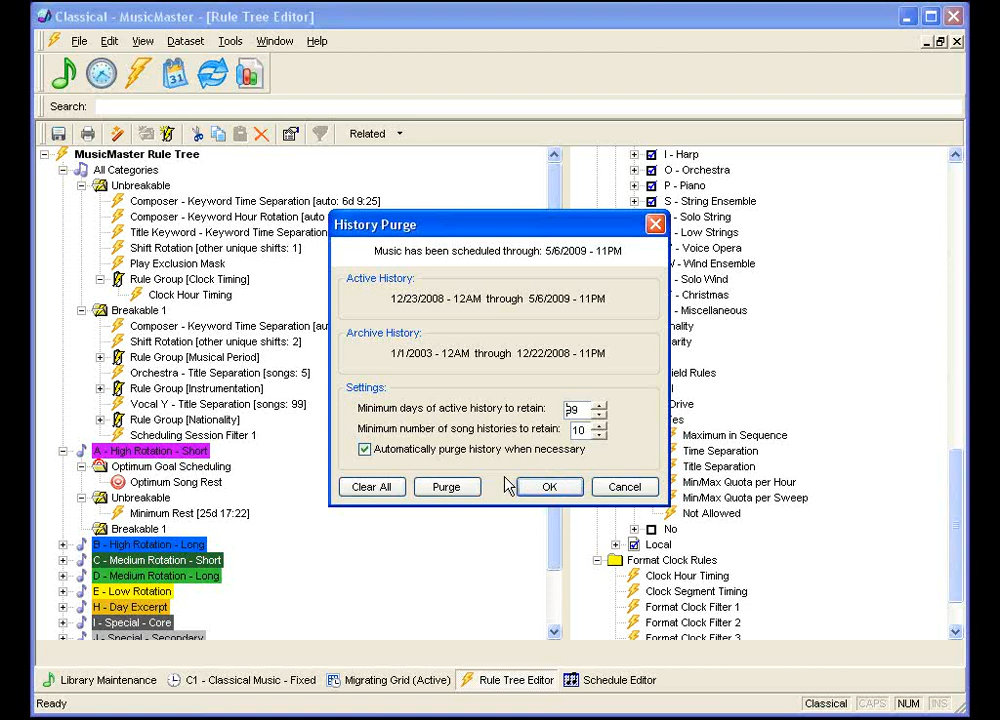 Classical - MusicMaster - [Rule Tree Editor]
File Edit View Dataset Tools Window Help
31
Search:
Related
MusicMaster Rule Tree
All Categories
Unbreakable
Composer - Keyword Time Separation [auto: 6d 9:25]
Composer - Keyword Hour Rotation [auto
Title Keyword - Keyword Time Separation
Shift Rotation [other unique shifts: 1]
Play Exclusion Mask
Rule Group [Clock Timing]
Clock Hour Timing
Breakable 1
Composer - Keyword Time Separation [au
Shift Rotation [other unique shifts: 2]
Rule Group [Musical Period]
Orchestra - Title Separation [songs: 5]
Rule Group [Instrumentation]
Vocal Y - Title Separation [songs: 99]
Rule Group [Nationality]
Scheduling Session Filter 1
A - High Rotation - Short
Optimum Goal Scheduling
Optimum Song Rest
Unbreakable
Minimum Rest [25d 17:22]
Breakable 1
B - High Rotation - Long
C - Medium Rotation - Short
D - Medium Rotation - Long
E - Low Rotation
H - Day Excerpt
I - Special - Core
J - Special - Secondary
History Purge
Music has been scheduled through: 5/6/2009 - 11PM
Active History:
12/23/2008 - 12AM through 5/6/2009 - 11PM
Archive History:
1/1/2003 - 12AM through 12/22/2008 - 11PM
Settings:
Minimum days of active history to retain:
Minimum number of song histories to retain: 10
Automatically purge history when necessary
Clear All Purge OK Cancel
I - Harp
O - Orchestra
P - Piano
S - String Ensemble
- Solo String
- Low Strings
- Voice Opera
- Wind Ensemble
- Solo Wind
- Christmas
- Miscellaneous
nality
arity
ield Rules
Drive
es
Maximum in Sequence
Time Separation
Title Separation
Min/Max Quota per Hour
Min/Max Quota per Sweep
Not Allowed
No
Local
Format Clock Rules
Clock Hour Timing
Clock Segment Timing
Format Clock Filter 1
Format Clock Filter 2
Format Clock Filter 3
Library Maintenance C1 - Classical Music - Fixed Migrating Grid (Active) Rule Tree Editor Schedule Editor
Ready Classical CAPS NUM INS